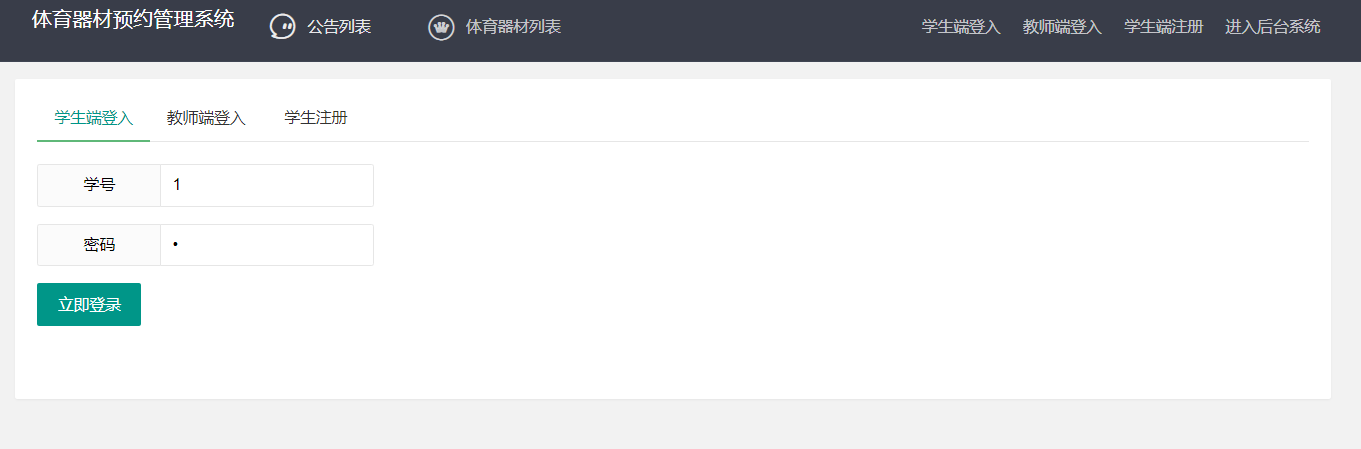 体育器材预约管理系统 公告列表 体育器材列表 学生端登入 教师端登入 学生端注册 进入后台系统
学生端登入 教师端登入 学生注册
学号 1
密码 •
立即登录